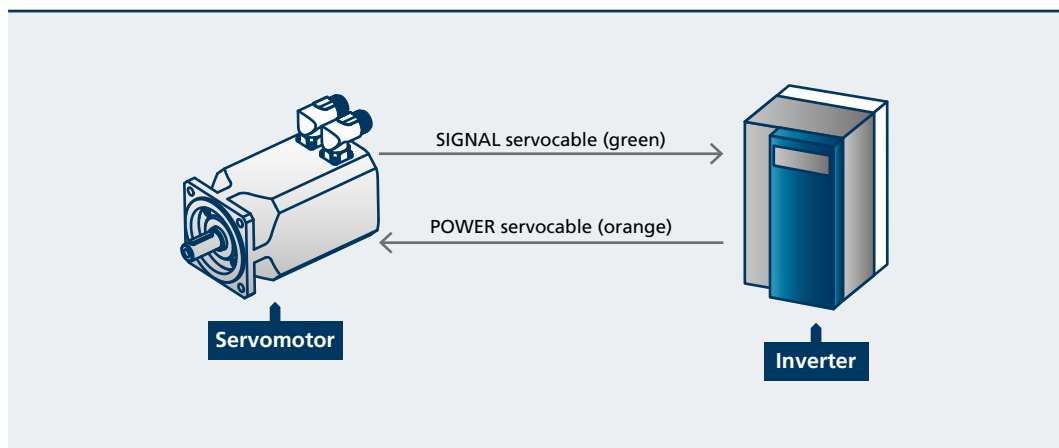 SIGNAL servocable (green)
POWER servocable (orange)
Servomotor
Inverter